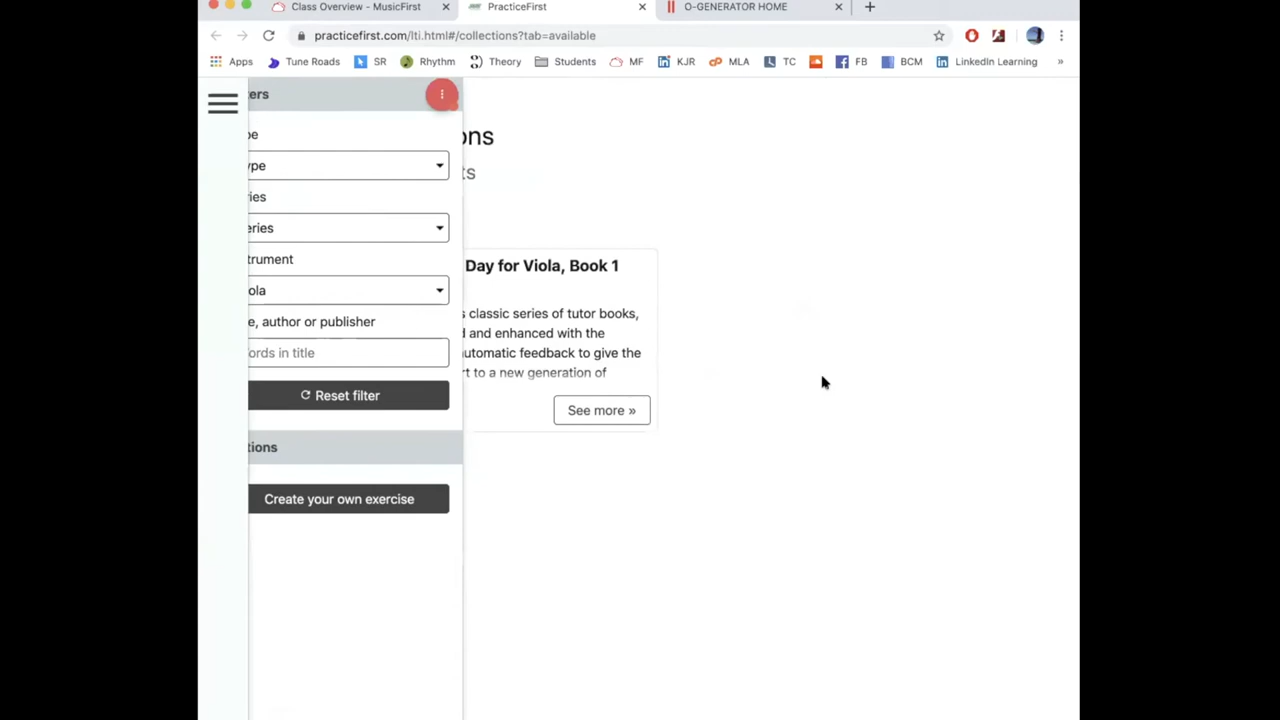 Class Overview - MusicFirst
PracticeFirst
O-GENERATOR HOME
practicefirst.com/lti.html#/collections?tab=available
Apps Tune Roads SR Rhythm Theory Students MF KJR MLA TC FB BCM LinkedIn Learning »
ters
ons
pe
ype
ts
ries
eries
trument
ola
e, author or publisher
ords in title
Reset filter
tions
Create your own exercise
Day for Viola, Book 1
s classic series of tutor books,
d and enhanced with the
utomatic feedback to give the
rt to a new generation of
See more »